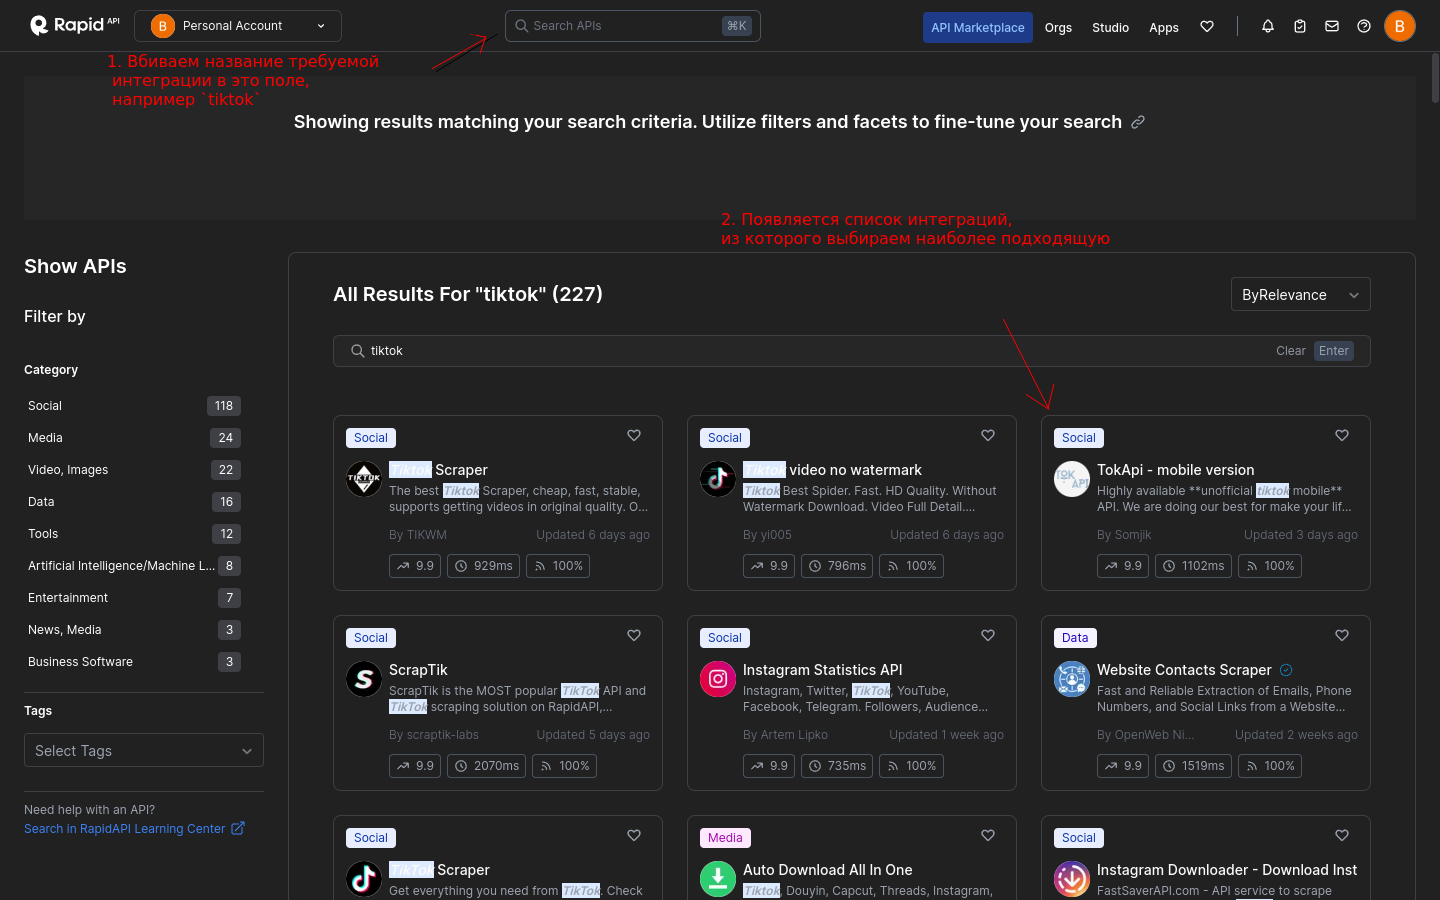 Rapid API
B Personal Account
Search APIs ⌘K
API Marketplace Orgs Studio Apps
B
1. Вбиваем название требуемой
интеграции в это поле,
например `tiktok`
Showing results matching your search criteria. Utilize filters and facets to fine-tune your search
2. Появляется список интеграций,
из которого выбираем наиболее подходящую
Show APIs
Filter by
Category
Social 118
Media 24
Video, Images 22
Data 16
Tools 12
Artificial Intelligence/Machine L... 8
Entertainment 7
News, Media 3
Business Software 3
Tags
Select Tags
Need help with an API?
Search in RapidAPI Learning Center
All Results For "tiktok" (227)
ByRelevance
tiktok Clear Enter
Social
TIKTOK
Tiktok Scraper
The best Tiktok Scraper, cheap, fast, stable,
supports getting videos in original quality. O...
By TIKWM Updated 6 days ago
9.9 929ms 100%
Social
Tiktok video no watermark
Tiktok Best Spider. Fast. HD Quality. Without
Watermark Download. Video Full Detail....
By yi005 Updated 6 days ago
9.9 796ms 100%
Social
TOK API
TokApi - mobile version
Highly available **unofficial tiktok mobile**
API. We are doing our best for make your lif...
By Somjik Updated 3 days ago
9.9 1102ms 100%
Social
S
ScrapTik
ScrapTik is the MOST popular TikTok API and
TikTok scraping solution on RapidAPI,...
By scraptik-labs Updated 5 days ago
9.9 2070ms 100%
Social
Instagram Statistics API
Instagram, Twitter, TikTok, YouTube,
Facebook, Telegram. Followers, Audience...
By Artem Lipko Updated 1 week ago
9.9 735ms 100%
Data
Website Contacts Scraper
Fast and Reliable Extraction of Emails, Phone
Numbers, and Social Links from a Website...
By OpenWeb Ni... Updated 2 weeks ago
9.9 1519ms 100%
Social
TikTok Scraper
Get everything you need from TikTok. Check
Media
Auto Download All In One
Tiktok, Douyin, Capcut, Threads, Instagram,
Social
Instagram Downloader - Download Inst
FastSaverAPI.com - API service to scrape